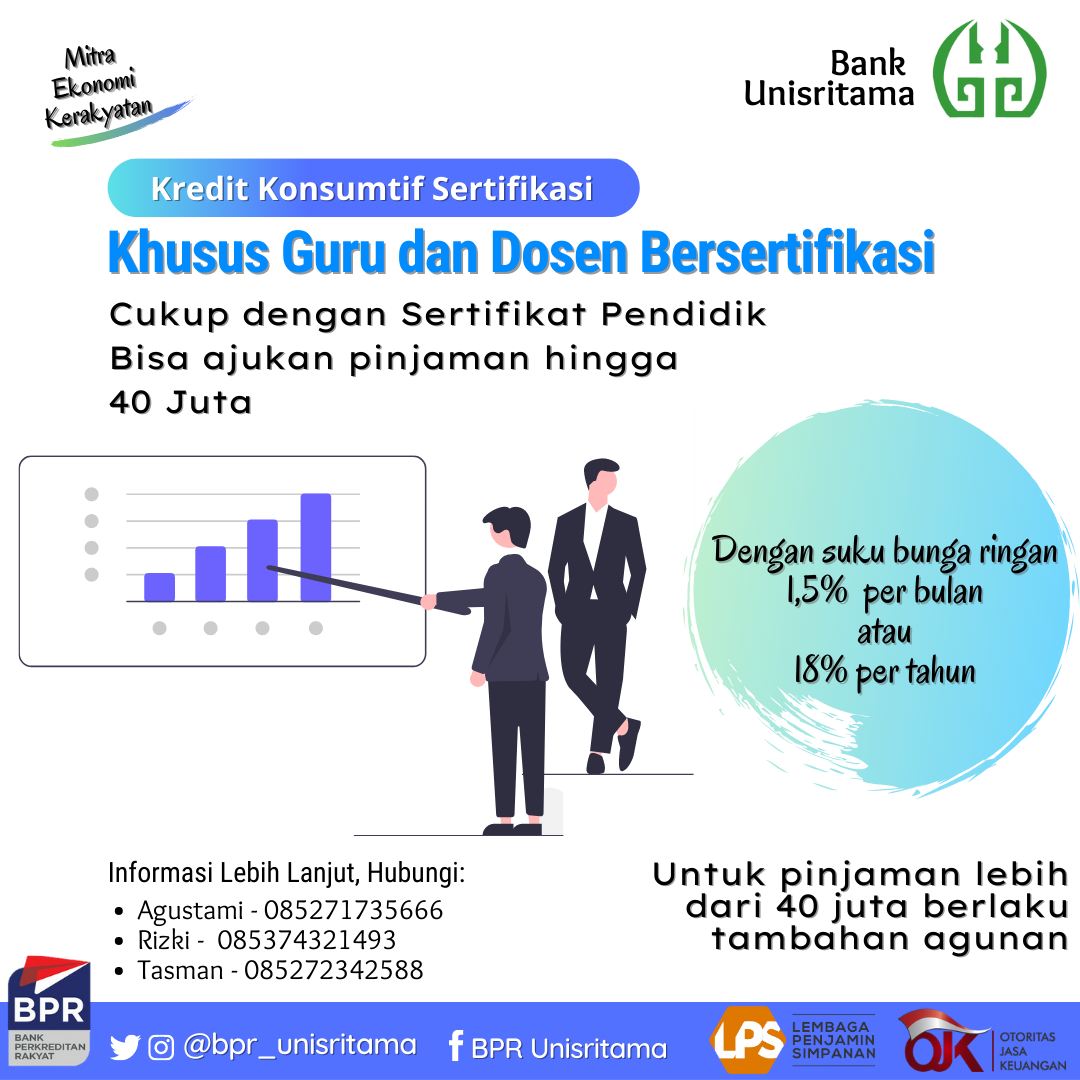 Mitra
Ekonomi
Kerakyatan
Bank
Unisritama
Kredit Konsumtif Sertifikasi
Khusus Guru dan Dosen Bersertifikasi
Cukup dengan Sertifikat Pendidik
Bisa ajukan pinjaman hingga
40 Juta
Dengan suku bunga ringan
1,5% per bulan
atau
18% per tahun
Informasi Lebih Lanjut, Hubungi:
• Agustami - 085271735666
• Rizki - 085374321493
• Tasman - 085272342588
Untuk pinjaman lebih
dari 40 juta berlaku
tambahan agunan
BPR
BANK
PERKREDITAN
RAKYAT
@bpr_unisritama
BPR Unisritama
LPS
LEMBAGA
PENJAMIN
SIMPANAN
OJK
OTORITAS
JASA
KEUANGAN